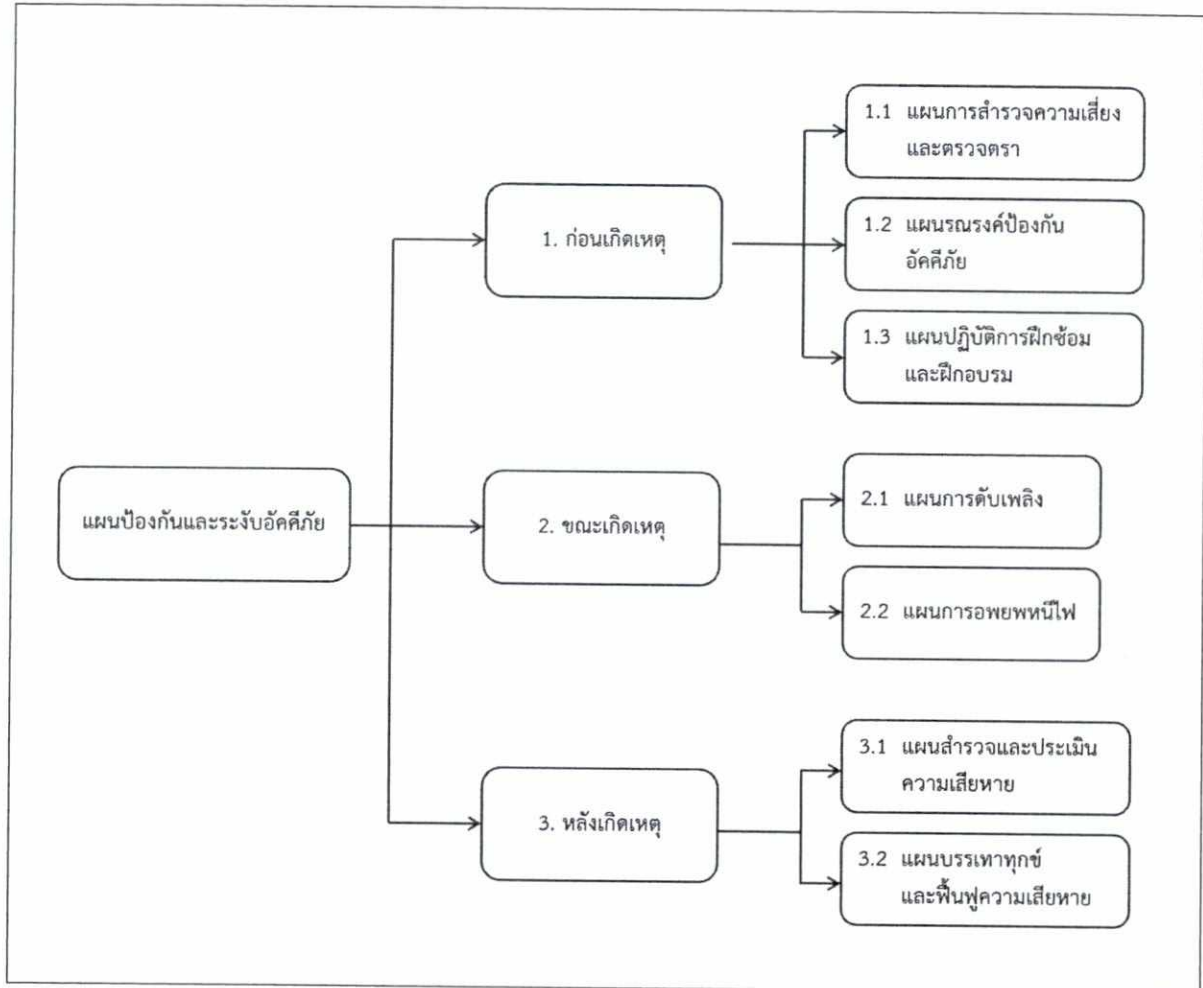 แผนป้องกันและระงับอัคคีภัย
1. ก่อนเกิดเหตุ
1.1 แผนการสำรวจความเสี่ยง
และตรวจตรา
1.2 แผนรณรงค์ป้องกัน
อัคคีภัย
1.3 แผนปฏิบัติการฝึกซ้อม
และฝึกอบรม
2. ขณะเกิดเหตุ
2.1 แผนการดับเพลิง
2.2 แผนการอพยพหนีไฟ
3. หลังเกิดเหตุ
3.1 แผนสำรวจและประเมิน
ความเสียหาย
3.2 แผนบรรเทาทุกข์
และฟื้นฟูความเสียหาย